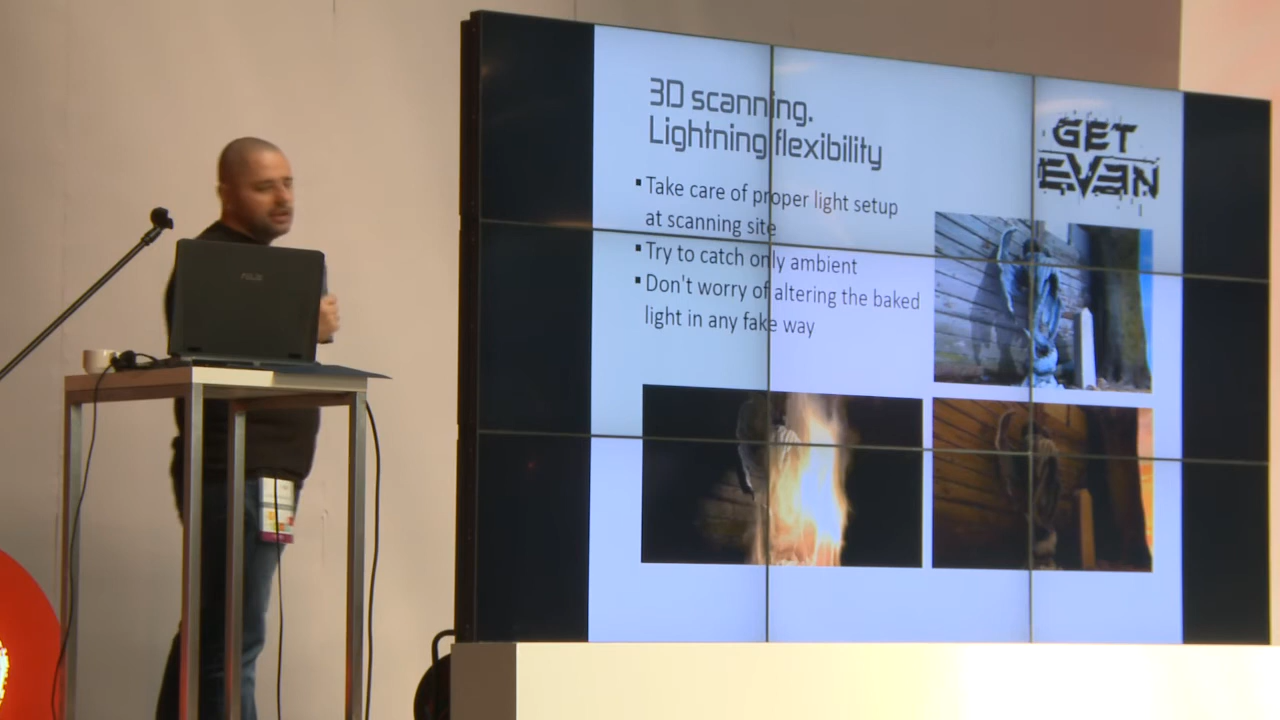 3D scanning.
Lightning flexibility
GET
EVEN
▪Take care of proper light setup
at scanning site
▪Try to catch only ambient
▪Don't worry of altering the baked
light in any fake way
ASUS